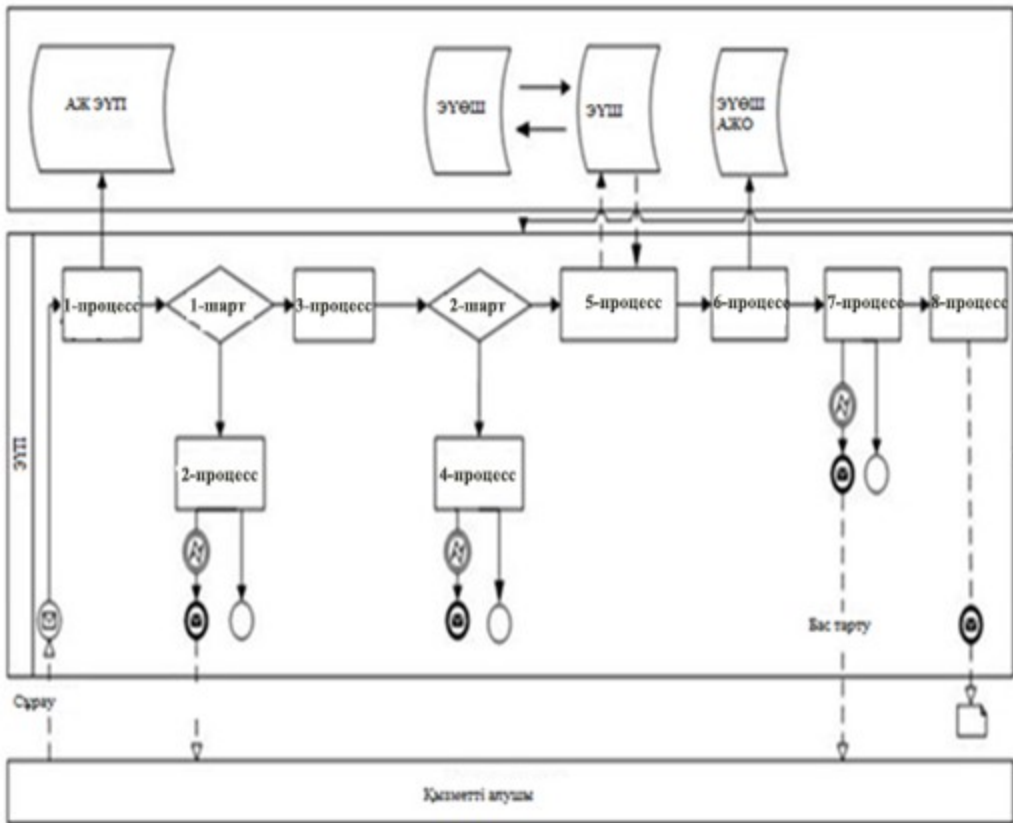 АЖ ЭҮП
ЭҮӨШ
ЭҮШ
ЭҮӨШ
АЖО
1-процесс
1-шарт
3-процесс
2-шарт
5-процесс
6-процесс
7-процесс
8-процесс
ЭҮП
2-процесс
4-процесс
Бас тарту
Сұрау
Қызметті алушы